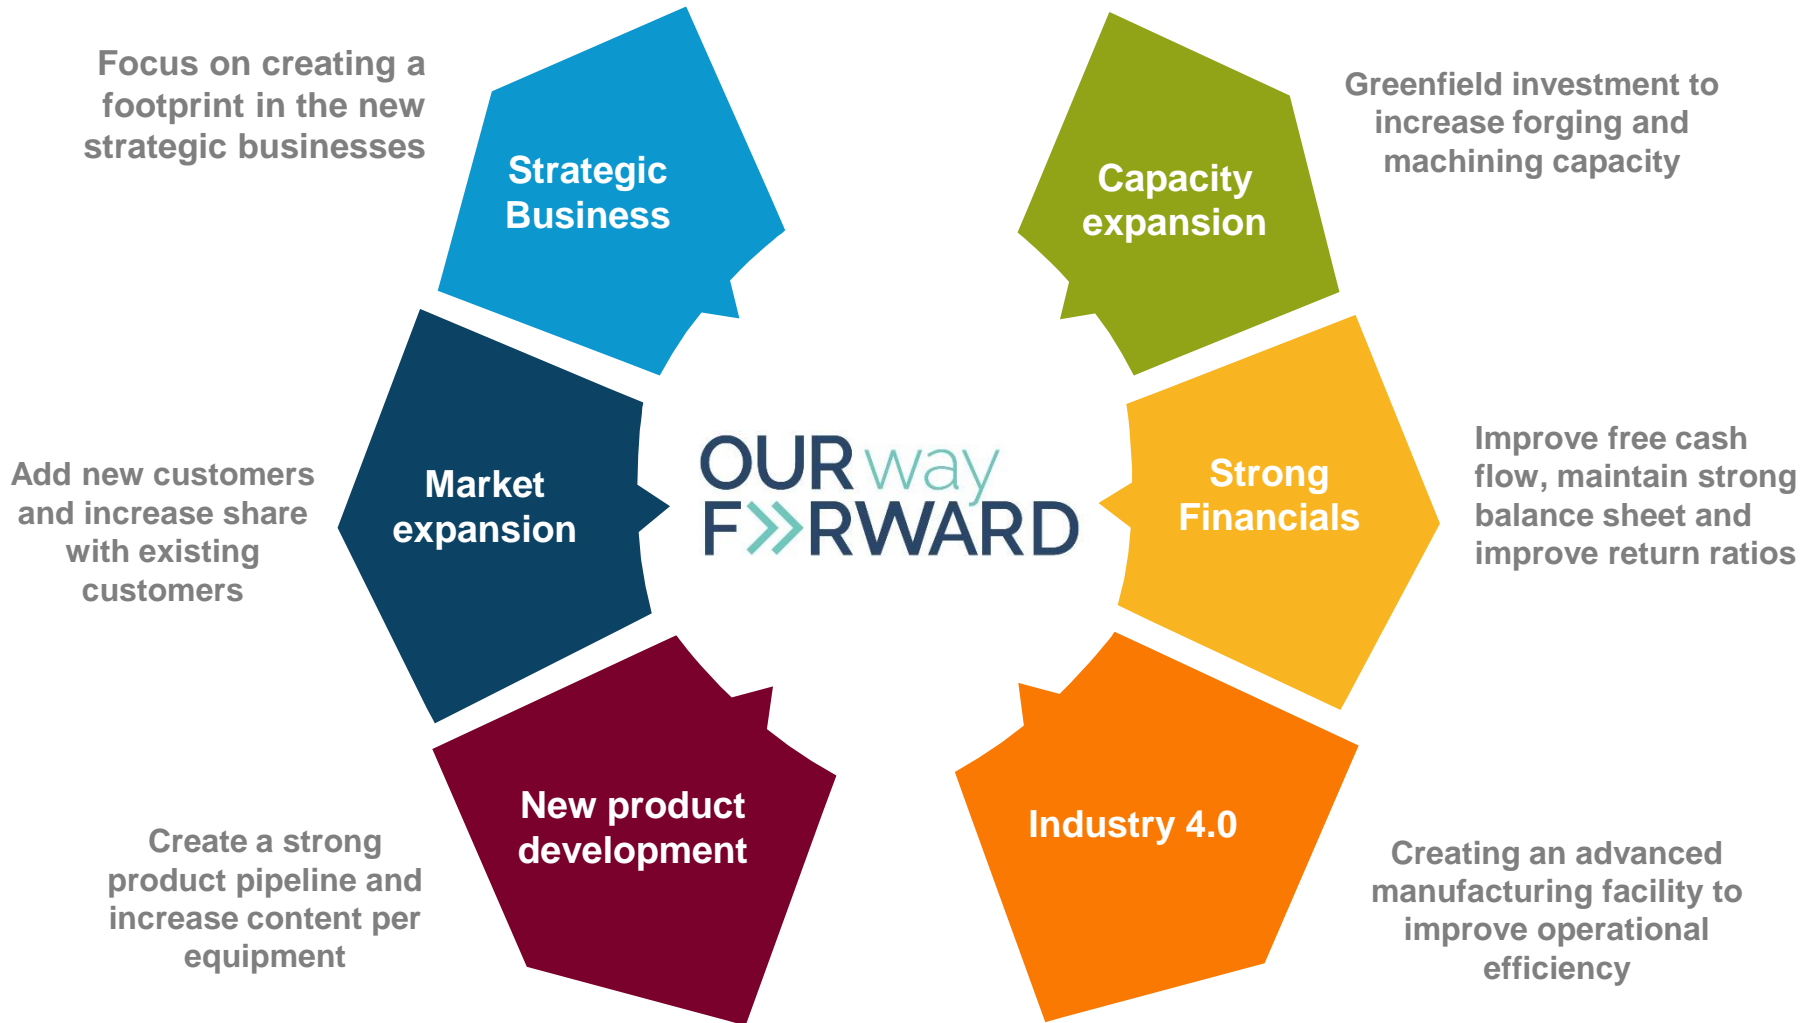 Focus on creating a
footprint in the new
strategic businesses
Strategic
Business
Capacity
expansion
Greenfield investment to
increase forging and
machining capacity
Add new customers
and increase share
with existing
customers
Market
expansion
OUR way
FORWARD
Strong
Financials
Improve free cash
flow, maintain strong
balance sheet and
improve return ratios
Create a strong
product pipeline and
increase content per
equipment
New product
development
Industry 4.0
Creating an advanced
manufacturing facility to
improve operational
efficiency